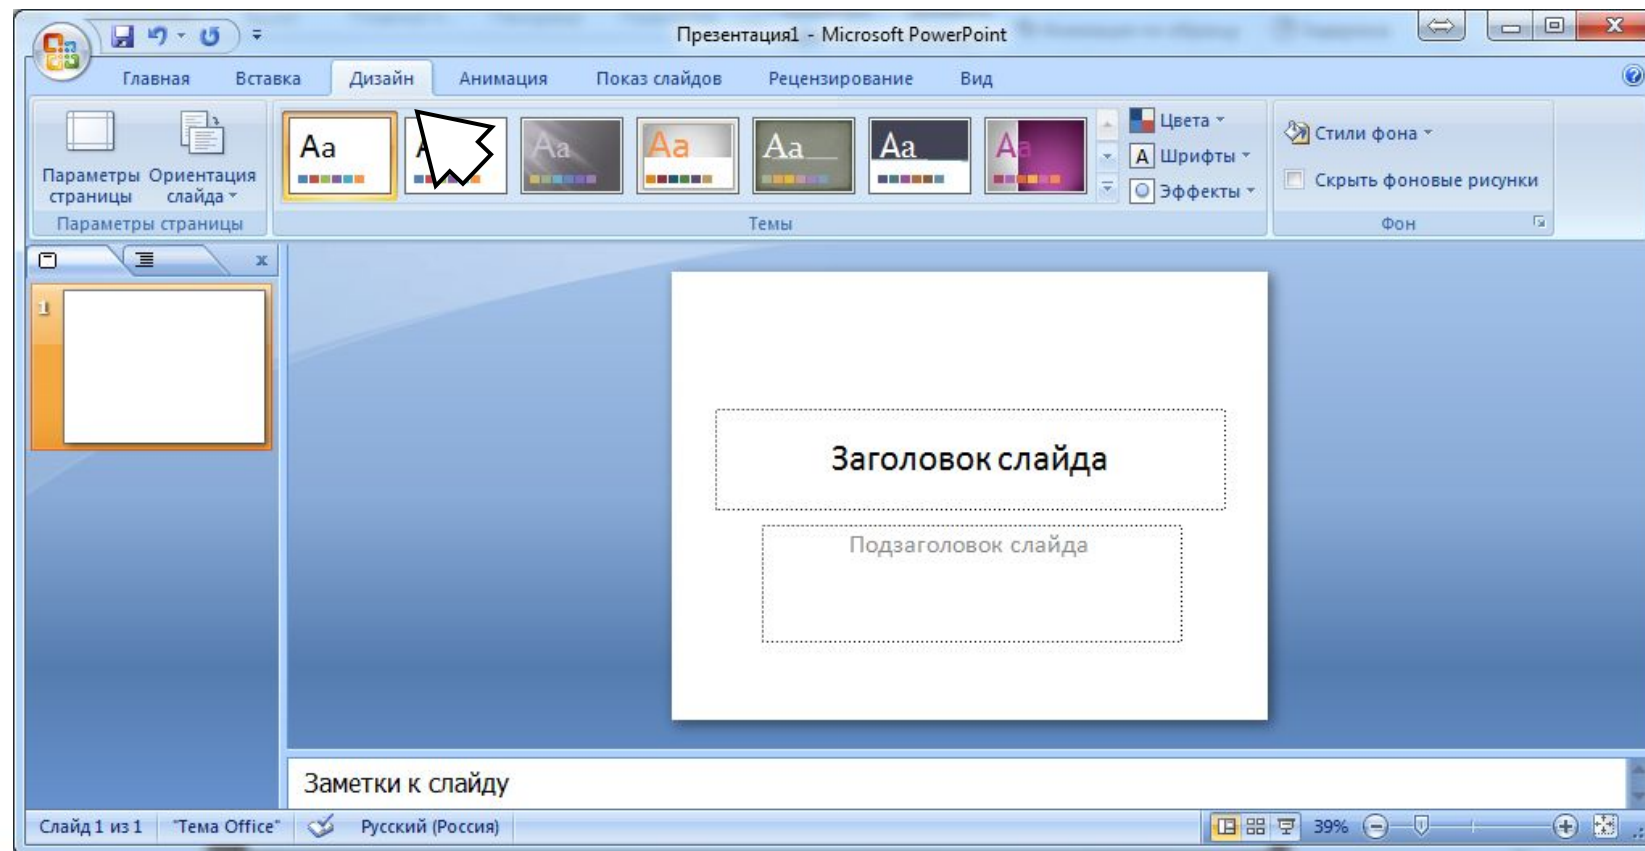 Презентация1 - Microsoft PowerPoint
Главная Вставка Дизайн Анимация Показ слайдов Рецензирование Вид
Параметры страницы
Ориентация слайда
Aa Aa Aa Aa Aa Aa
Цвета
Шрифты
Эффекты
Стили фона
Скрыть фоновые рисунки
Параметры страницы Темы Фон
1
Заголовок слайда
Подзаголовок слайда
Заметки к слайду
Слайд 1 из 1 "Тема Office" Русский (Россия) 39%